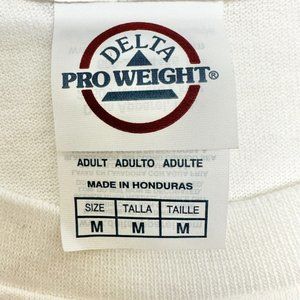 DELTA
PRO WEIGHT®
ADULT ADULTO ADULTE
MADE IN HONDURAS
SIZE TALLA TAILLE
M M M